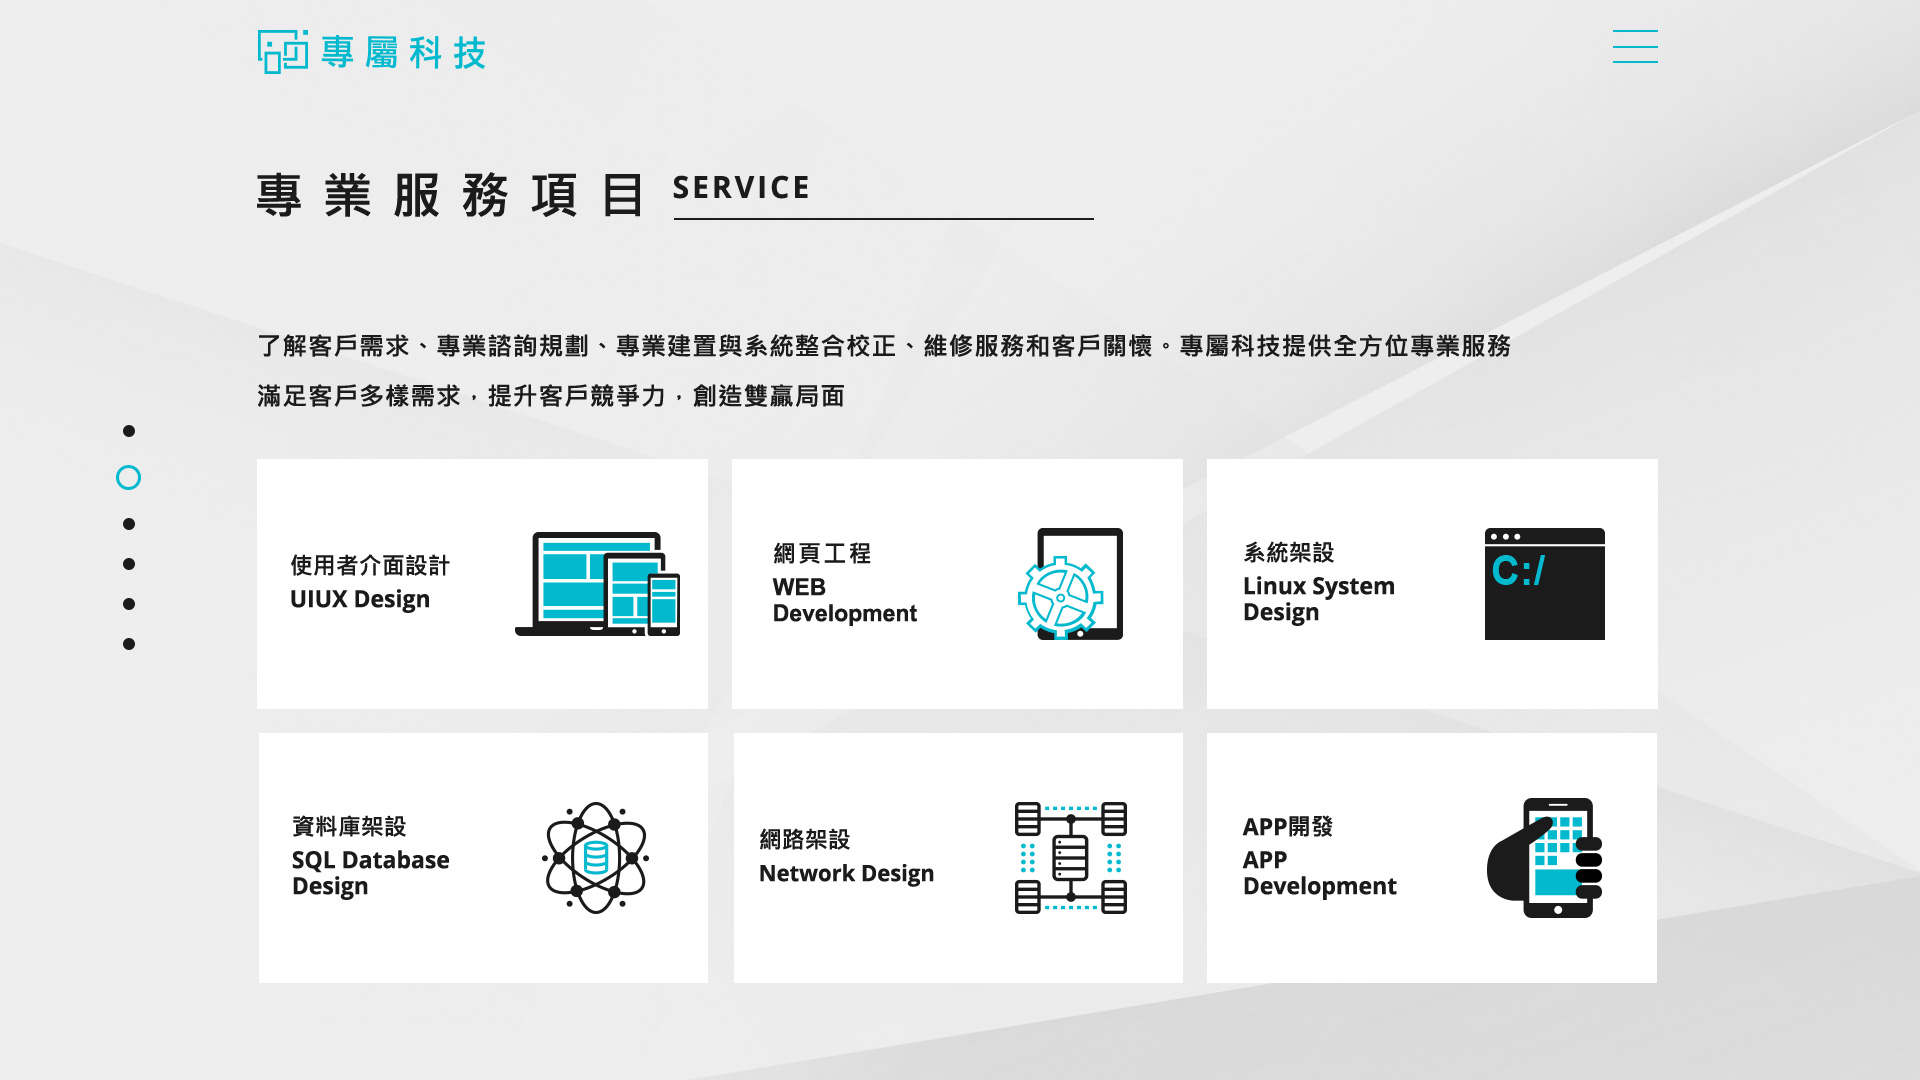 專屬科技
專業服務項目 SERVICE
了解客戶需求、專業諮詢規劃、專業建置與系統整合校正、維修服務和客戶關懷。專屬科技提供全方位專業服務
滿足客戶多樣需求，提升客戶競爭力，創造雙贏局面
使用者介面設計
UIUX Design
網頁工程
WEB
Development
系統架設
Linux System
Design
C:/
資料庫架設
SQL Database
Design
網路架設
Network Design
APP開發
APP
Development